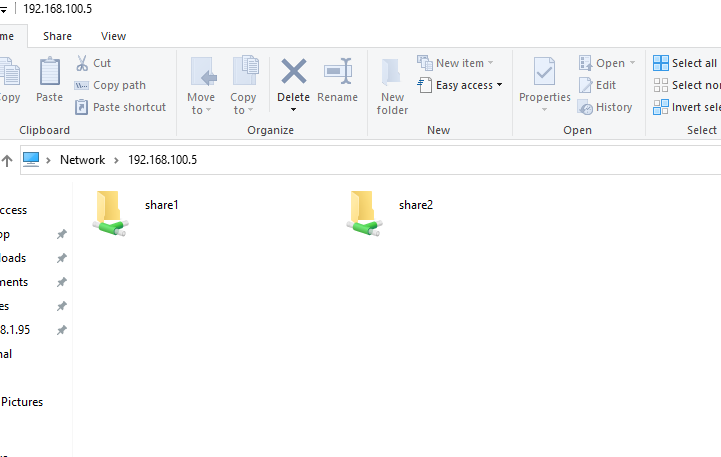 192.168.100.5
me Share View
opy
Paste
Cut
Copy path
Paste shortcut
Clipboard
Move to
Copy to
Delete
Rename
Organize
New folder
New item
Easy access
New
Properties
Open
Edit
History
Open
Select all
Select nor
Invert sele
Select
Network > 192.168.100.5
ccess
op
loads
ments
es
8.1.95
nal
Pictures
share1
share2